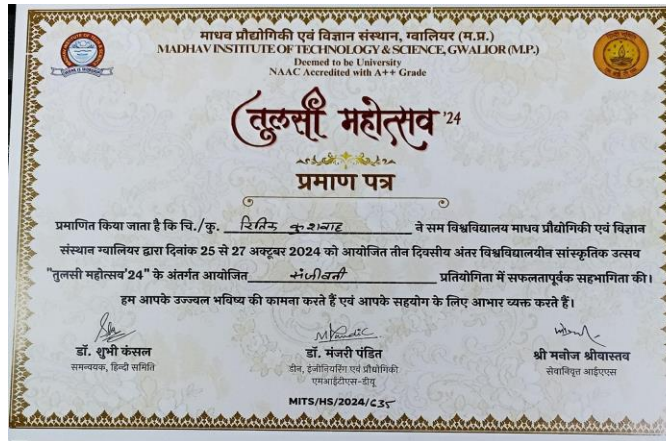 माधव प्रौद्योगिकी एवं विज्ञान संस्थान, ग्वालियर (म.प्र.)
MADHAV INSTITUTE OF TECHNOLOGY & SCIENCE, GWALIOR (M.P.)
Deemed to be University
NAAC Accredited with A++ Grade
तुलसी महोत्सव '24
प्रमाण पत्र
प्रमाणित किया जाता है कि चि./कु. रितिक कुशवाह ने सम विश्वविद्यालय माधव प्रौद्योगिकी एवं विज्ञान
संस्थान ग्वालियर द्वारा दिनांक 25 से 27 अक्टूबर 2024 को आयोजित तीन दिवसीय अंतर विश्वविद्यालयीन सांस्कृतिक उत्सव
"तुलसी महोत्सव'24" के अंतर्गत आयोजित संजीवनी प्रतियोगिता में सफलतापूर्वक सहभागिता की।
हम आपके उज्ज्वल भविष्य की कामना करते हैं एवं आपके सहयोग के लिए आभार व्यक्त करते हैं।
डॉ. शुभी कंसल
समन्वयक, हिन्दी समिति
डॉ. मंजरी पंडित
डीन, इंजीनियरिंग एवं प्रौद्योगिकी
एमआईटीएस-डीयू
श्री मनोज श्रीवास्तव
सेवानिवृत आईएएस
MITS/HS/2024/635